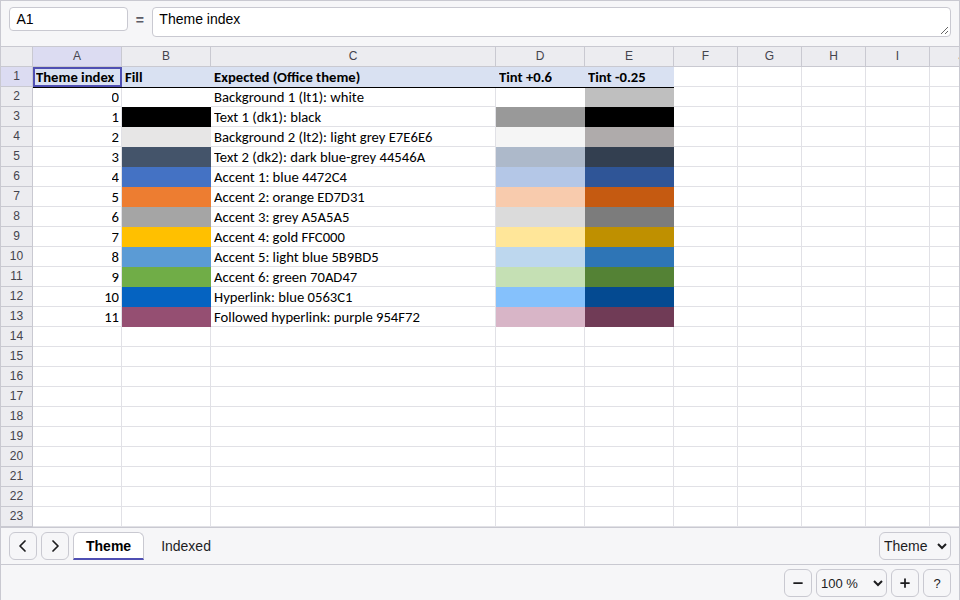 A1 = Theme index
A B C D E F G H I
1 Theme index Fill Expected (Office theme) Tint +0.6 Tint -0.25
2 0 Background 1 (lt1): white
3 1 Text 1 (dk1): black
4 2 Background 2 (lt2): light grey E7E6E6
5 3 Text 2 (dk2): dark blue-grey 44546A
6 4 Accent 1: blue 4472C4
7 5 Accent 2: orange ED7D31
8 6 Accent 3: grey A5A5A5
9 7 Accent 4: gold FFC000
10 8 Accent 5: light blue 5B9BD5
11 9 Accent 6: green 70AD47
12 10 Hyperlink: blue 0563C1
13 11 Followed hyperlink: purple 954F72
14
15
16
17
18
19
20
21
22
23
Theme Indexed Theme
− 100 % + ?